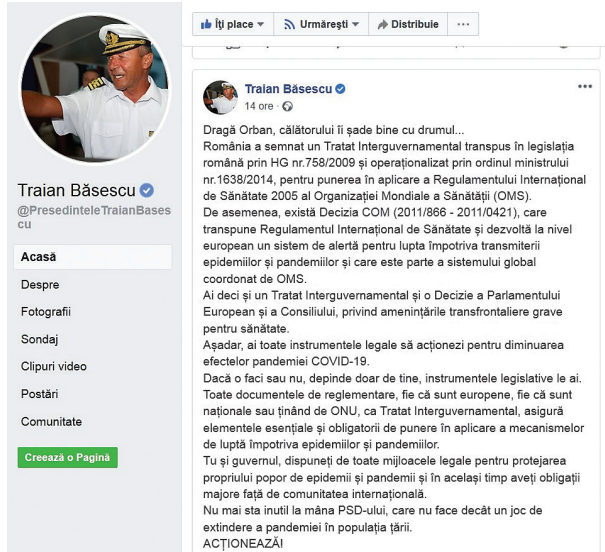 Îți place
Urmărești
Distribuie
Traian Băsescu
@PresedinteleTraianBases
cu
Acasă
Despre
Fotografii
Sondaj
Clipuri video
Postări
Comunitate
Creează o Pagină
Traian Băsescu
14 ore ·
Dragă Orban, călătorului îi șade bine cu drumul...
România a semnat un Tratat Interguvernamental transpus în legislația
română prin HG nr.758/2009 și operaționalizat prin ordinul ministrului
nr.1638/2014, pentru punerea în aplicare a Regulamentului Internațional
de Sănătate 2005 al Organizației Mondiale a Sănătății (OMS).
De asemenea, există Decizia COM (2011/866 - 2011/0421), care
transpune Regulamentul Internațional de Sănătate și dezvoltă la nivel
european un sistem de alertă pentru lupta împotriva transmiterii
epidemiilor și pandemiilor și care este parte a sistemului global
coordonat de OMS.
Ai deci și un Tratat Interguvernamental și o Decizie a Parlamentului
European și a Consiliului, privind amenințările transfrontaliere grave
pentru sănătate.
Așadar, ai toate instrumentele legale să acționezi pentru diminuarea
efectelor pandemiei COVID-19.
Dacă o faci sau nu, depinde doar de tine, instrumentele legislative le ai.
Toate documentele de reglementare, fie că sunt europene, fie că sunt
naționale sau ținând de ONU, ca Tratat Interguvernamental, asigură
elementele esențiale și obligatorii de punere în aplicare a mecanismelor
de luptă împotriva epidemiilor și pandemiilor.
Tu și guvernul, dispuneți de toate mijloacele legale pentru protejarea
propriului popor de epidemii și pandemii și în același timp aveți obligații
majore față de comunitatea internațională.
Nu mai sta inutil la mâna PSD-ului, care nu face decât un joc de
extindere a pandemiei în populația țării.
ACȚIONEAZĂ!